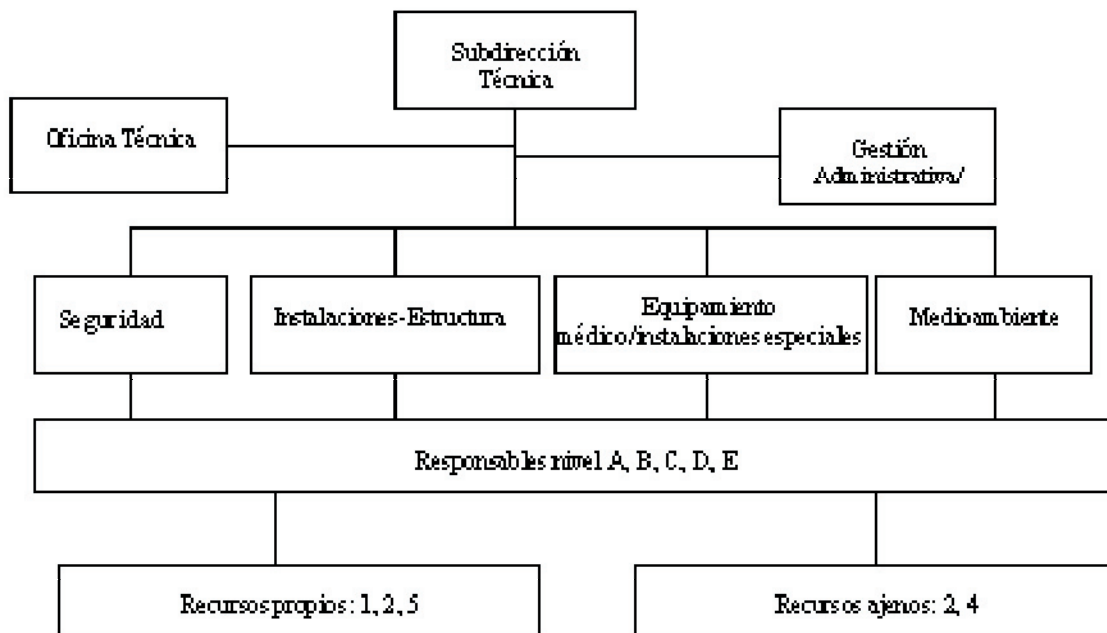 Subdirección
Técnica
Oficina Técnica
Gestión
Administrativa/
Seguridad
Instalaciones-Estructura
Equipamiento
médico/instalaciones especiales
Medioambiente
Responsables nivel A, B, C, D, E
Recursos propios: 1, 2, 5
Recursos ajenos: 2, 4